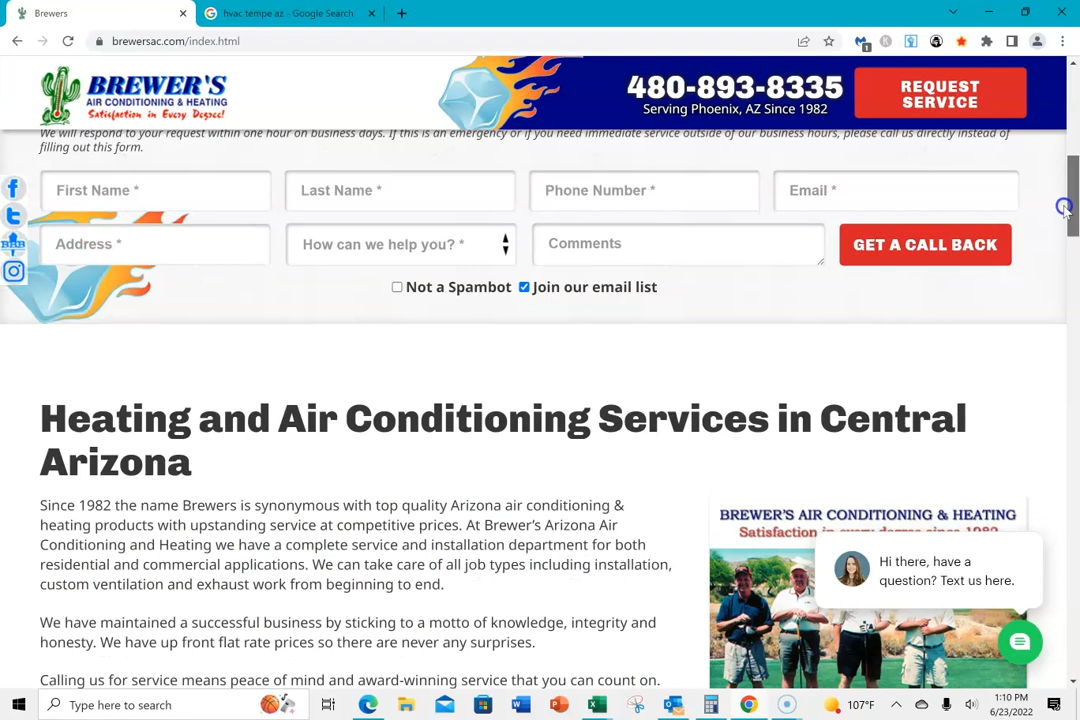 Brewers
hvac tempe az - Google Search
brewersac.com/index.html
BREWER'S
AIR CONDITIONING & HEATING
Satisfaction in Every Degree!
480-893-8335
Serving Phoenix, AZ Since 1982
REQUEST
SERVICE
We will respond to your request within one hour on business days. If this is an emergency or if you need immediate service outside of our business hours, please call us directly instead of
filling out this form.
First Name *
Last Name *
Phone Number *
Email *
Address *
How can we help you? *
Comments
GET A CALL BACK
BBB
Not a Spambot
Join our email list
Heating and Air Conditioning Services in Central
Arizona
Since 1982 the name Brewers is synonymous with top quality Arizona air conditioning &
heating products with upstanding service at competitive prices. At Brewer's Arizona Air
Conditioning and Heating we have a complete service and installation department for both
residential and commercial applications. We can take care of all job types including installation,
custom ventilation and exhaust work from beginning to end.
We have maintained a successful business by sticking to a motto of knowledge, integrity and
honesty. We have up front flat rate prices so there are never any surprises.
Calling us for service means peace of mind and award-winning service that you can count on.
BREWER'S AIR CONDITIONING & HEATING
Satisfaction in every degree since 1982
Hi there, have a
question? Text us here.
Type here to search
107°F
1:10 PM
6/23/2022